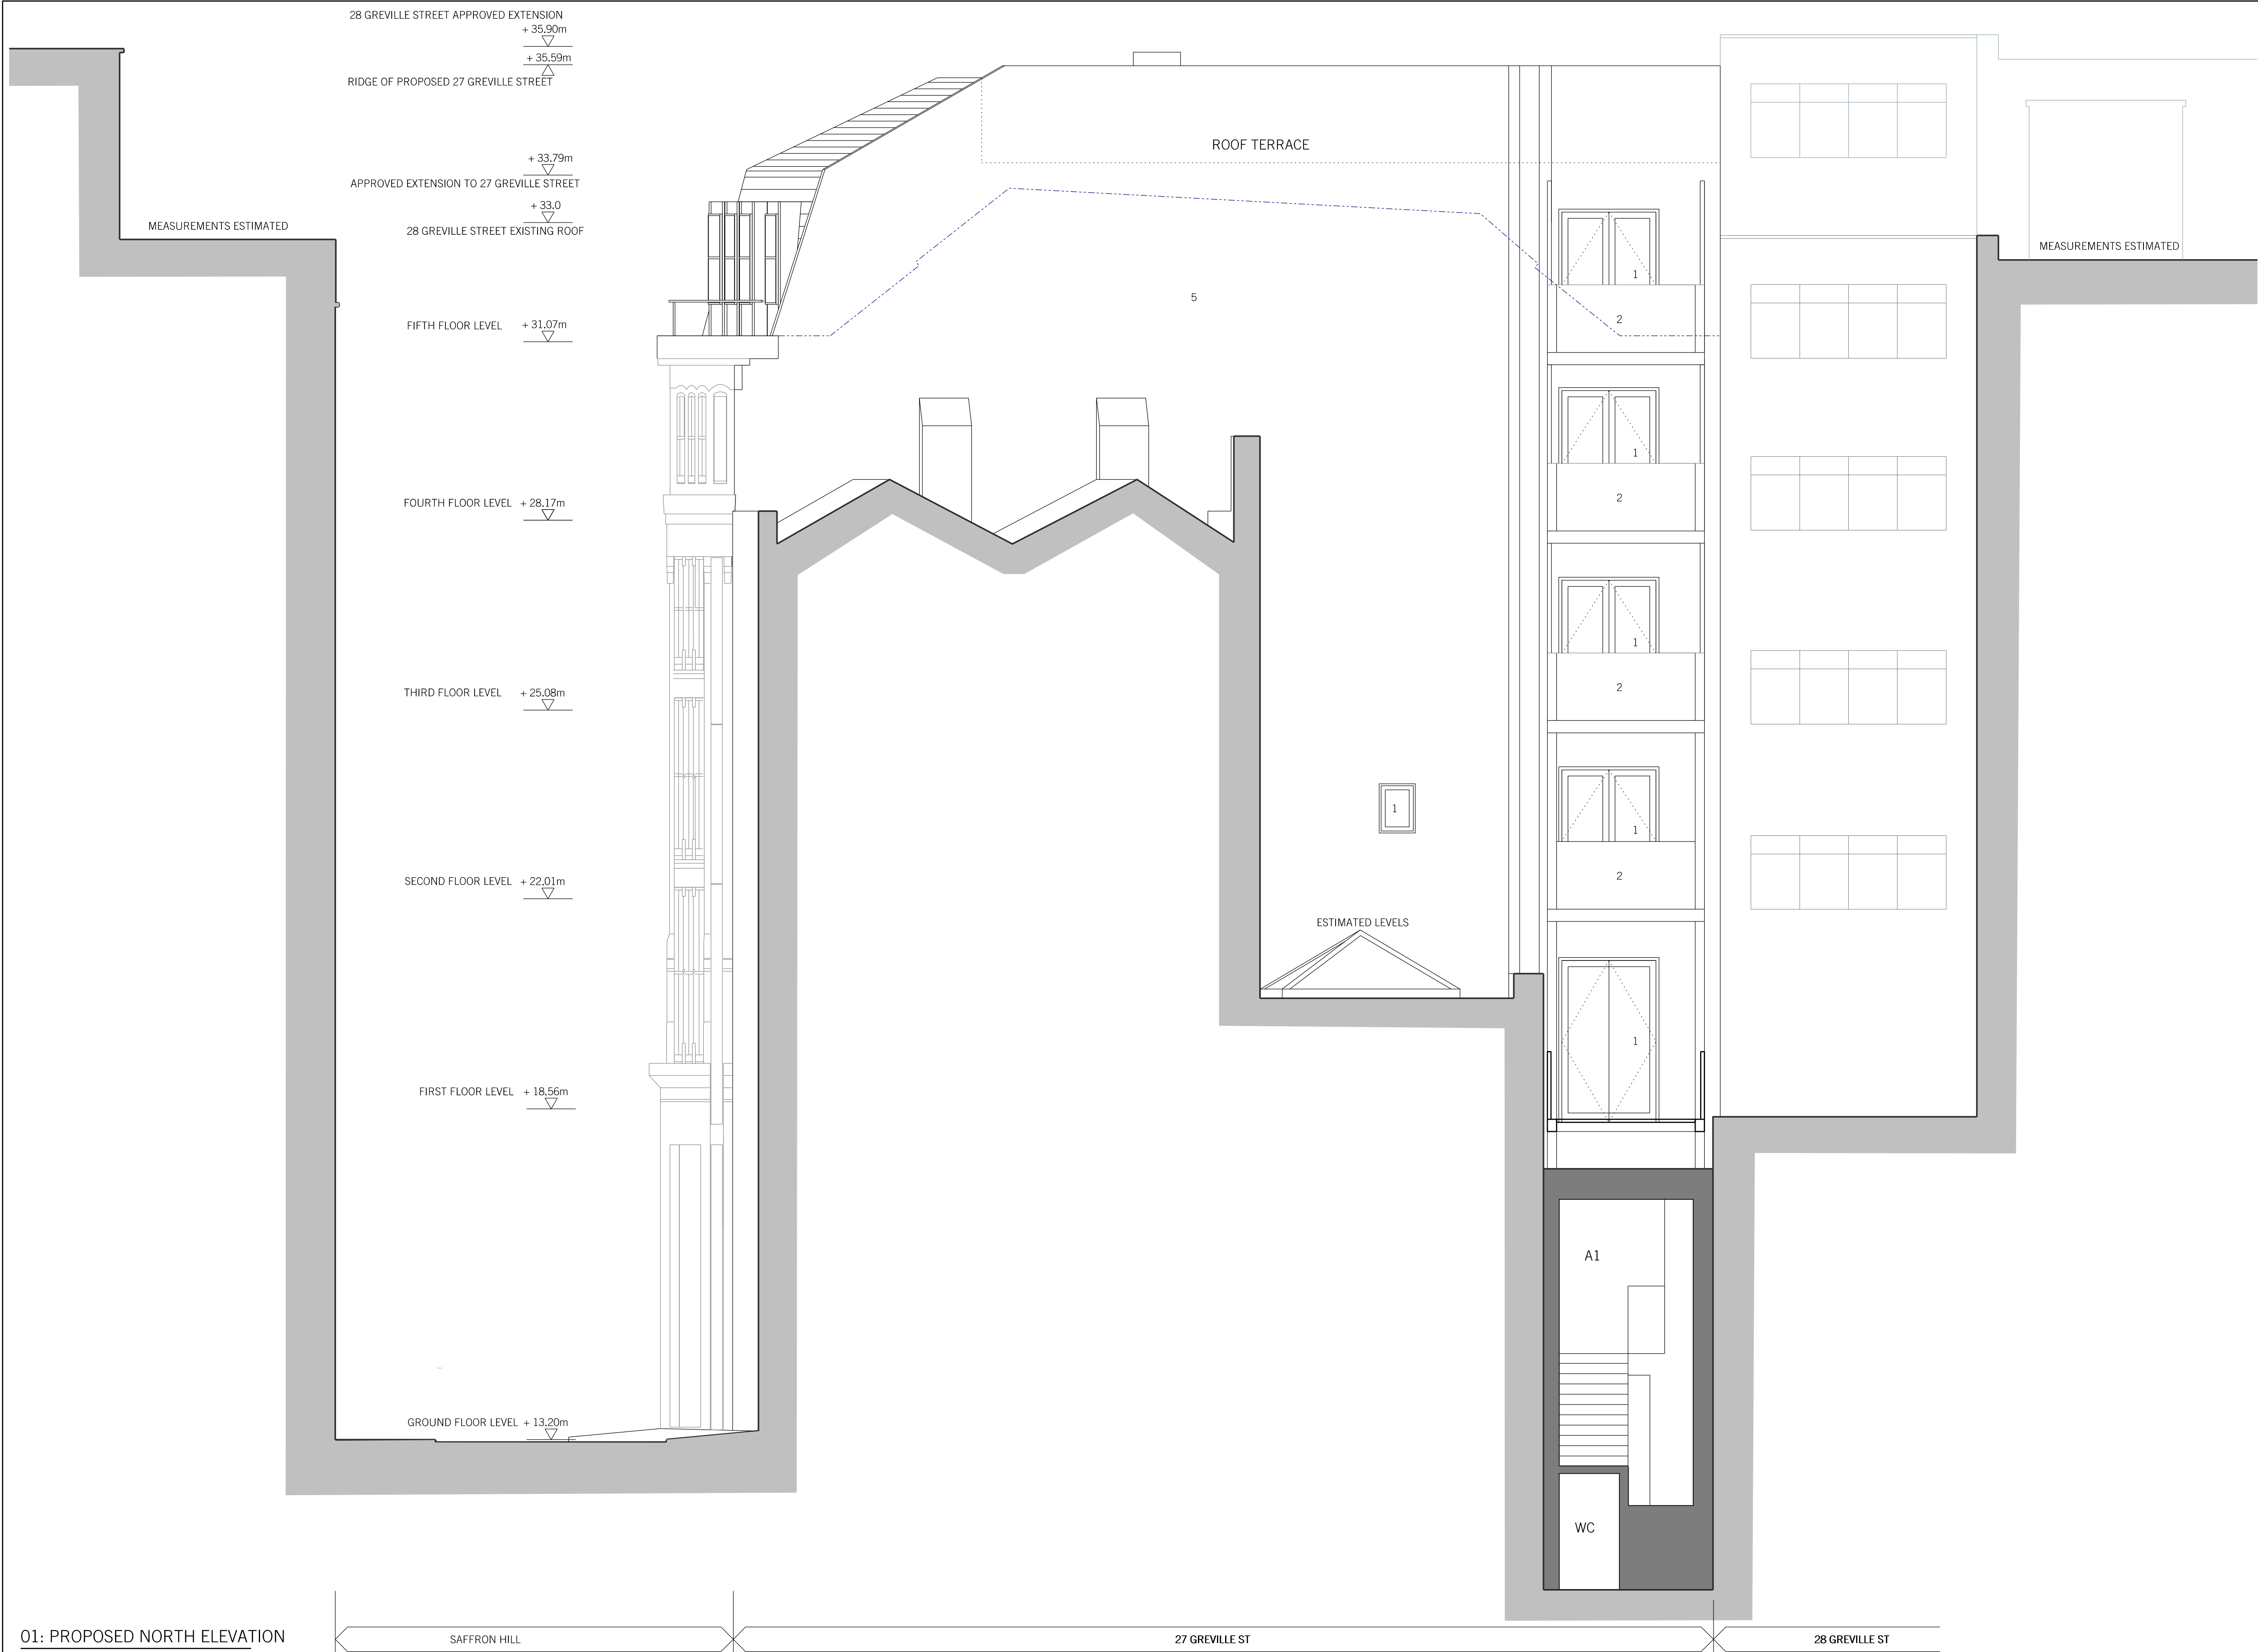 28 GREVILLE STREET APPROVED EXTENSION
+ 35.90m
+ 35.59m
RIDGE OF PROPOSED 27 GREVILLE STREET
ROOF TERRACE
+ 33.79m
APPROVED EXTENSION TO 27 GREVILLE STREET
+ 33.0
MEASUREMENTS ESTIMATED
28 GREVILLE STREET EXISTING ROOF
MEASUREMENTS ESTIMATED
1
5
2
FIFTH FLOOR LEVEL + 31.07m
1
2
FOURTH FLOOR LEVEL + 28.17m
1
2
THIRD FLOOR LEVEL + 25.08m
1
1
2
SECOND FLOOR LEVEL + 22.01m
ESTIMATED LEVELS
1
FIRST FLOOR LEVEL + 18.56m
A1
GROUND FLOOR LEVEL + 13.20m
WC
01: PROPOSED NORTH ELEVATION
SAFFRON HILL
27 GREVILLE ST
28 GREVILLE ST